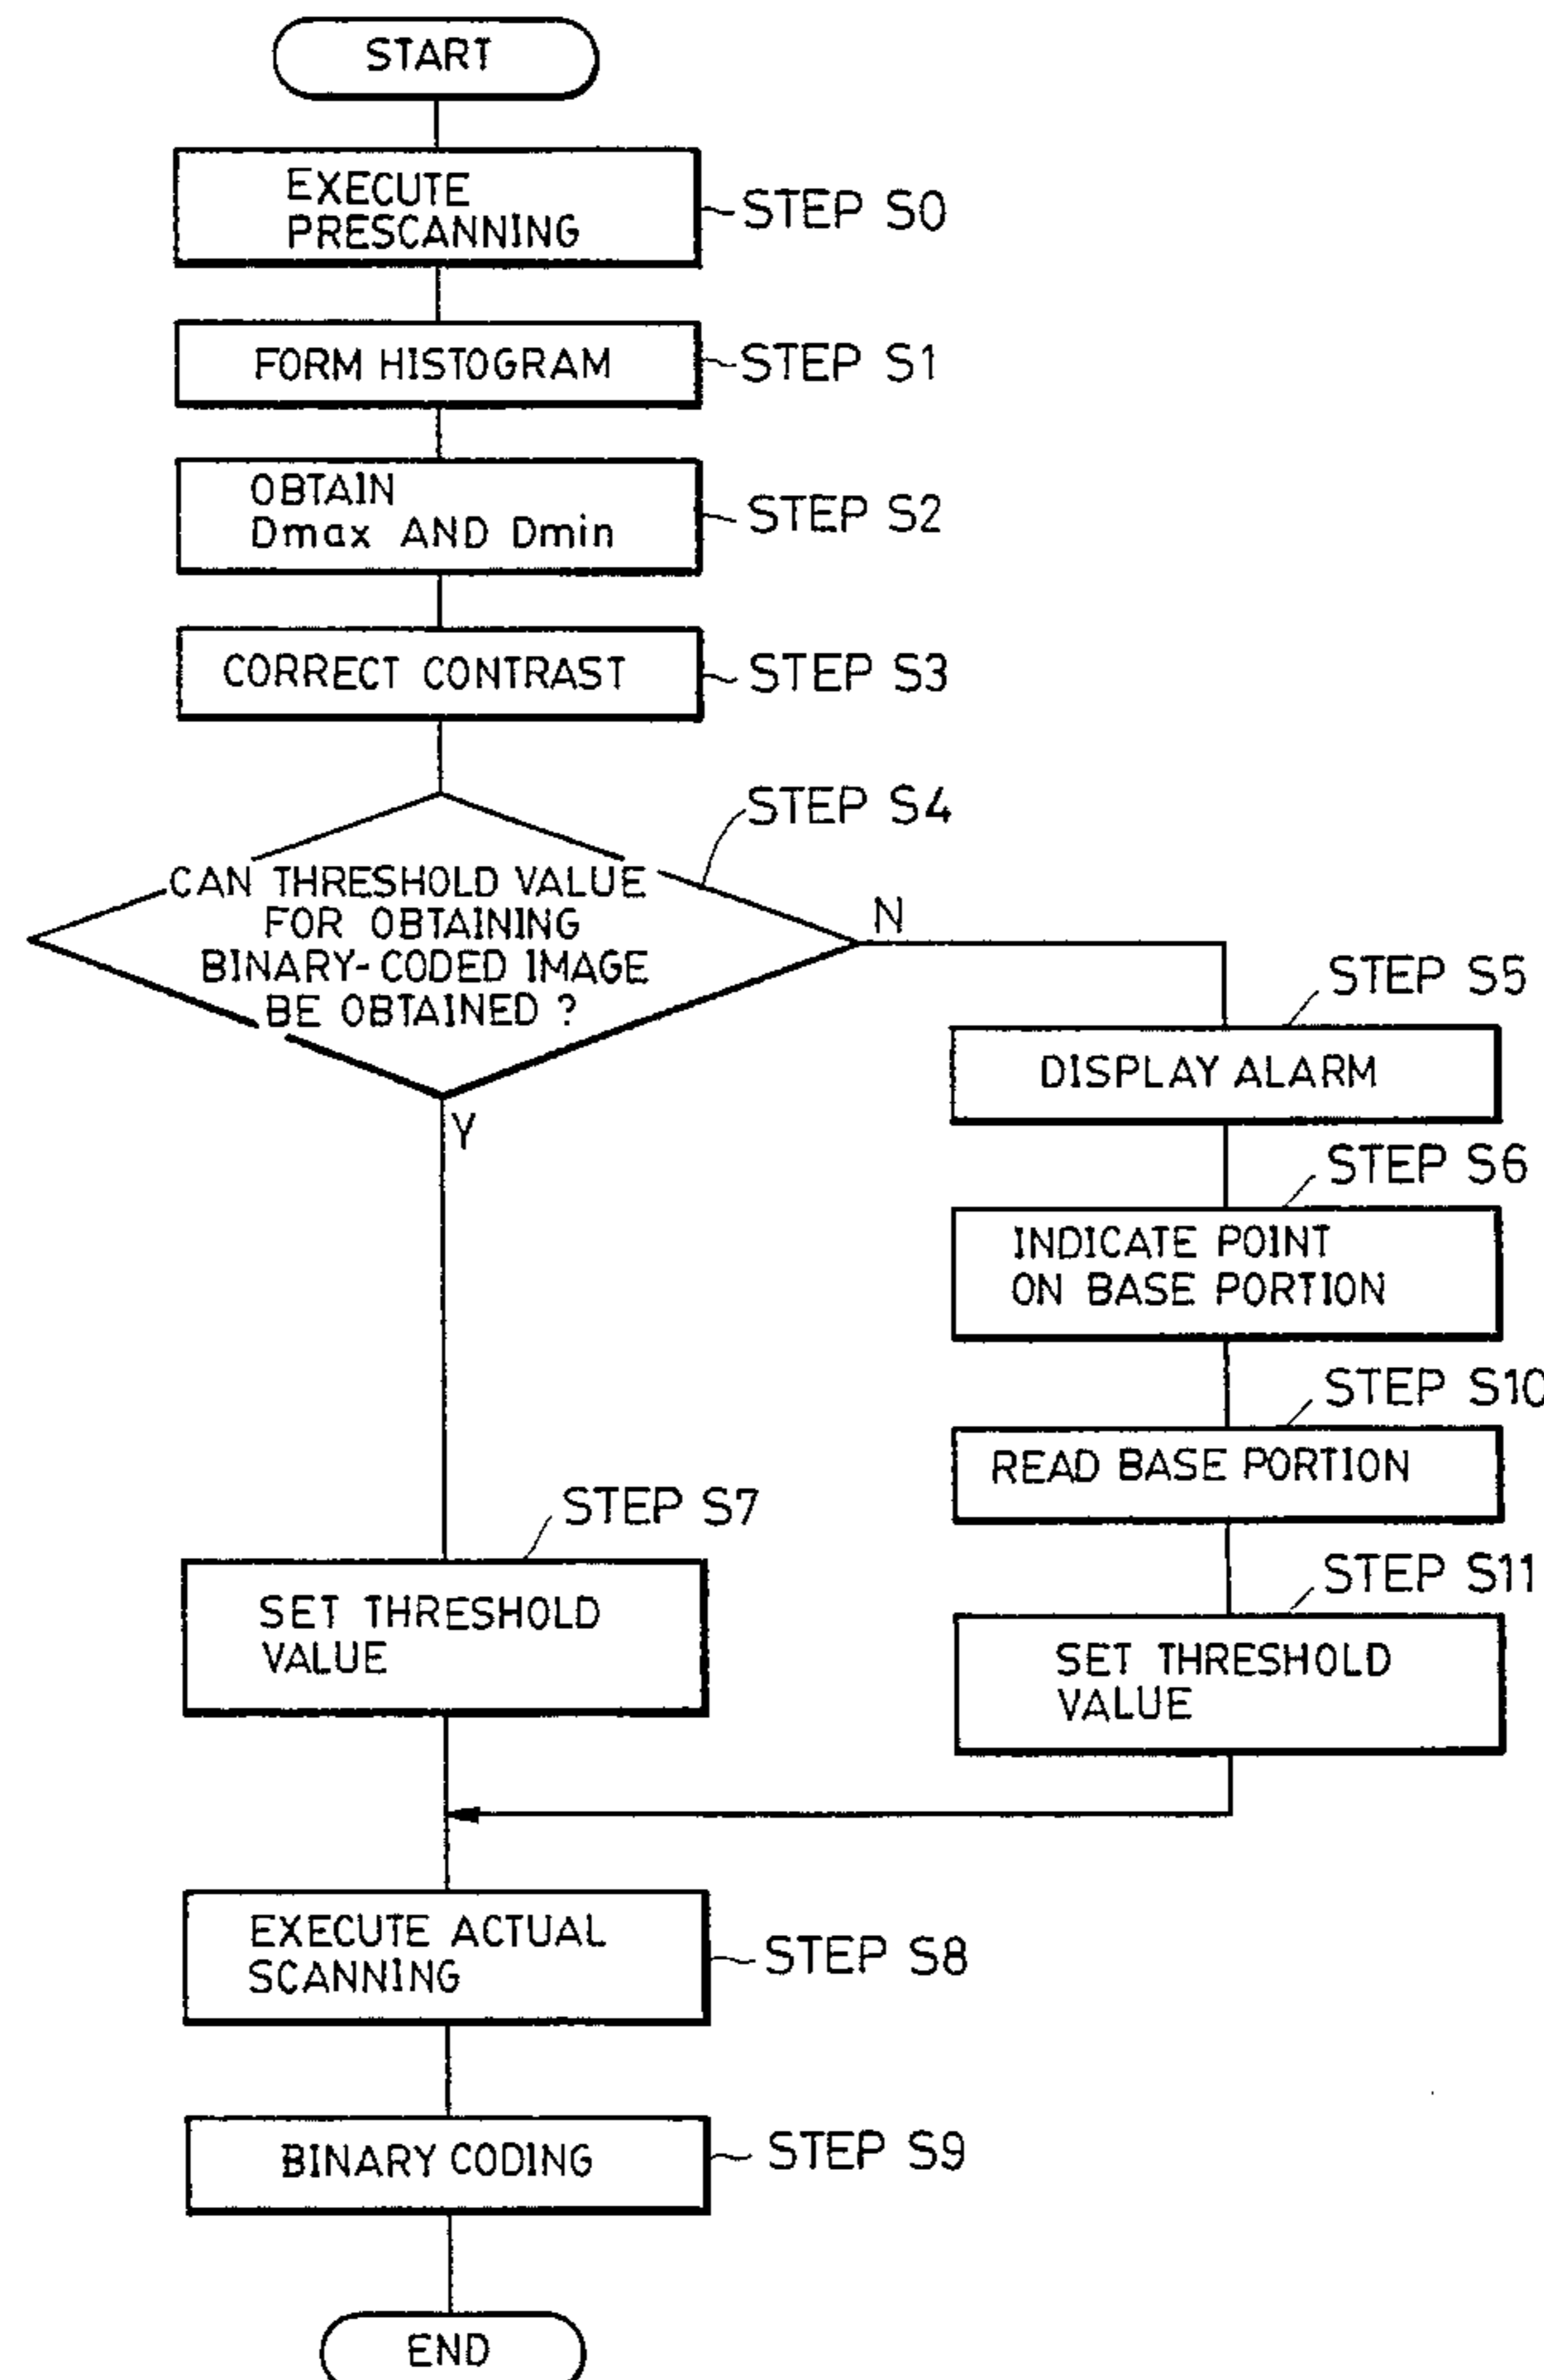 START
EXECUTE
PRESCANNING
STEP S0
FORM HISTOGRAM
STEP S1
OBTAIN
Dmax AND Dmin
STEP S2
CORRECT CONTRAST
STEP S3
STEP S4
CAN THRESHOLD VALUE
FOR OBTAINING
BINARY-CODED IMAGE
BE OBTAINED ?
N
Y
STEP S5
DISPLAY ALARM
STEP S6
INDICATE POINT
ON BASE PORTION
STEP S10
READ BASE PORTION
STEP S7
SET THRESHOLD
VALUE
STEP S11
SET THRESHOLD
VALUE
EXECUTE ACTUAL
SCANNING
STEP S8
BINARY CODING
STEP S9
END